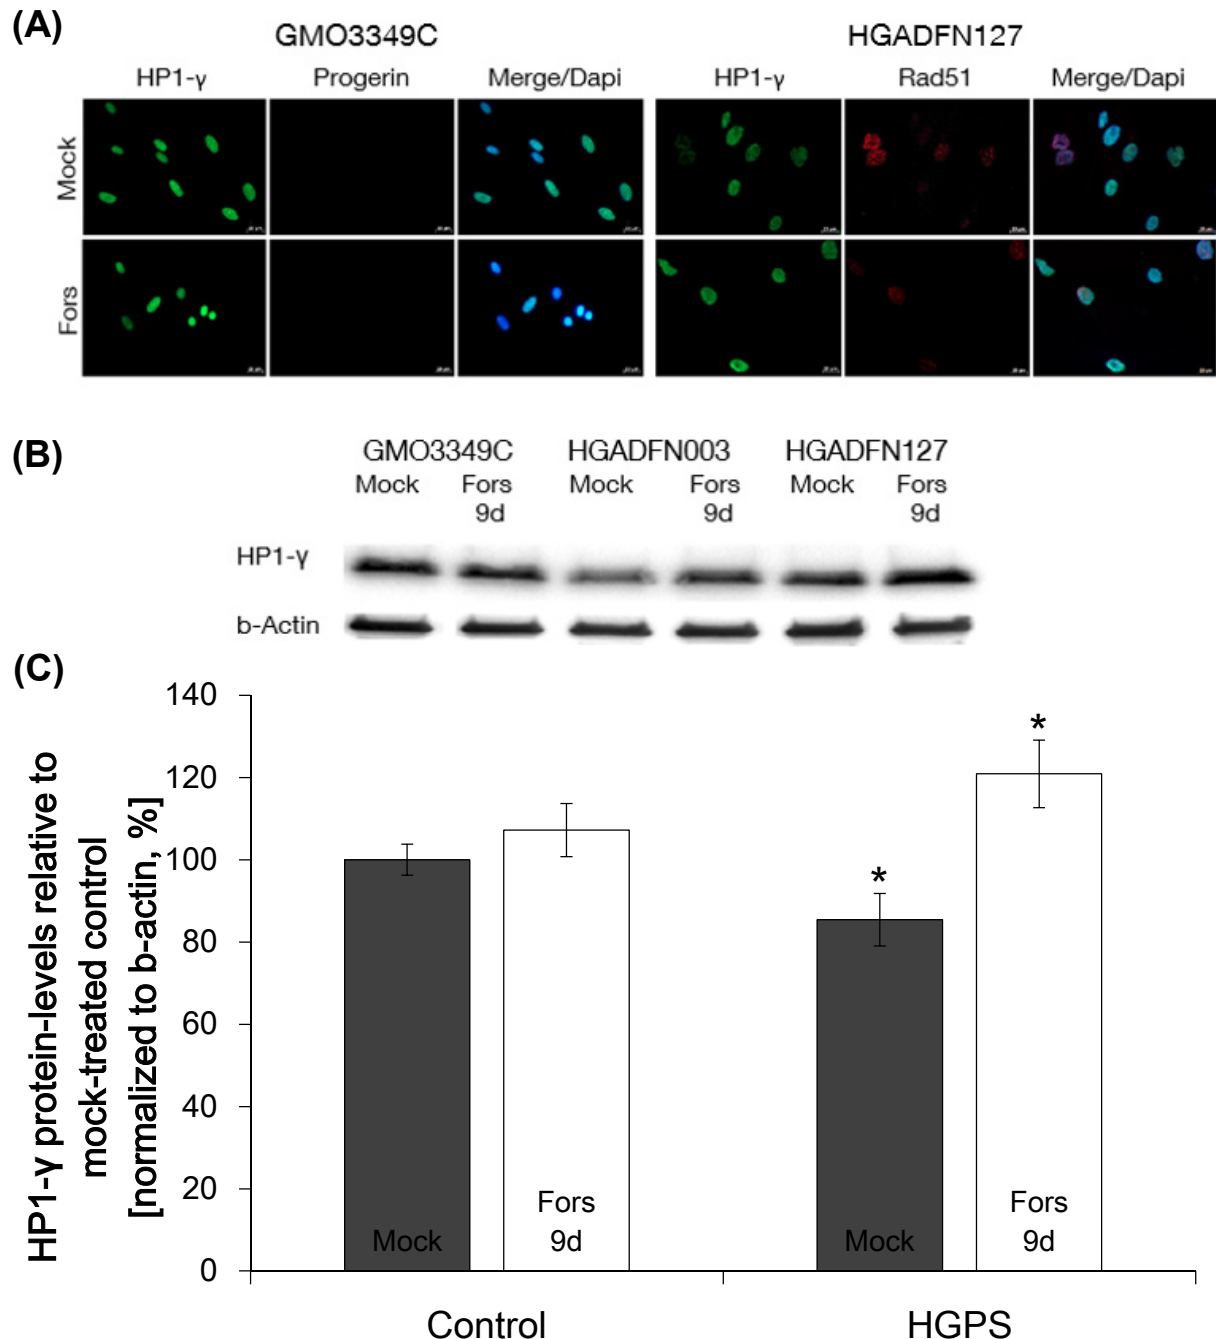 (A)
GMO3349C
HGADFN127
HP1-γ Progerin Merge/Dapi HP1-γ Rad51 Merge/Dapi
Mock
Fors
(B)
GMO3349C HGADFN003 HGADFN127
Mock Fors Mock Fors Mock Fors
9d 9d 9d
HP1-γ
b-Actin
(C)
HP1-γ protein-levels relative to
mock-treated control
[normalized to b-actin, %]
140
120
100
80
60
40
20
0
*
*
Mock
Fors
9d
Mock
Fors
9d
Control
HGPS